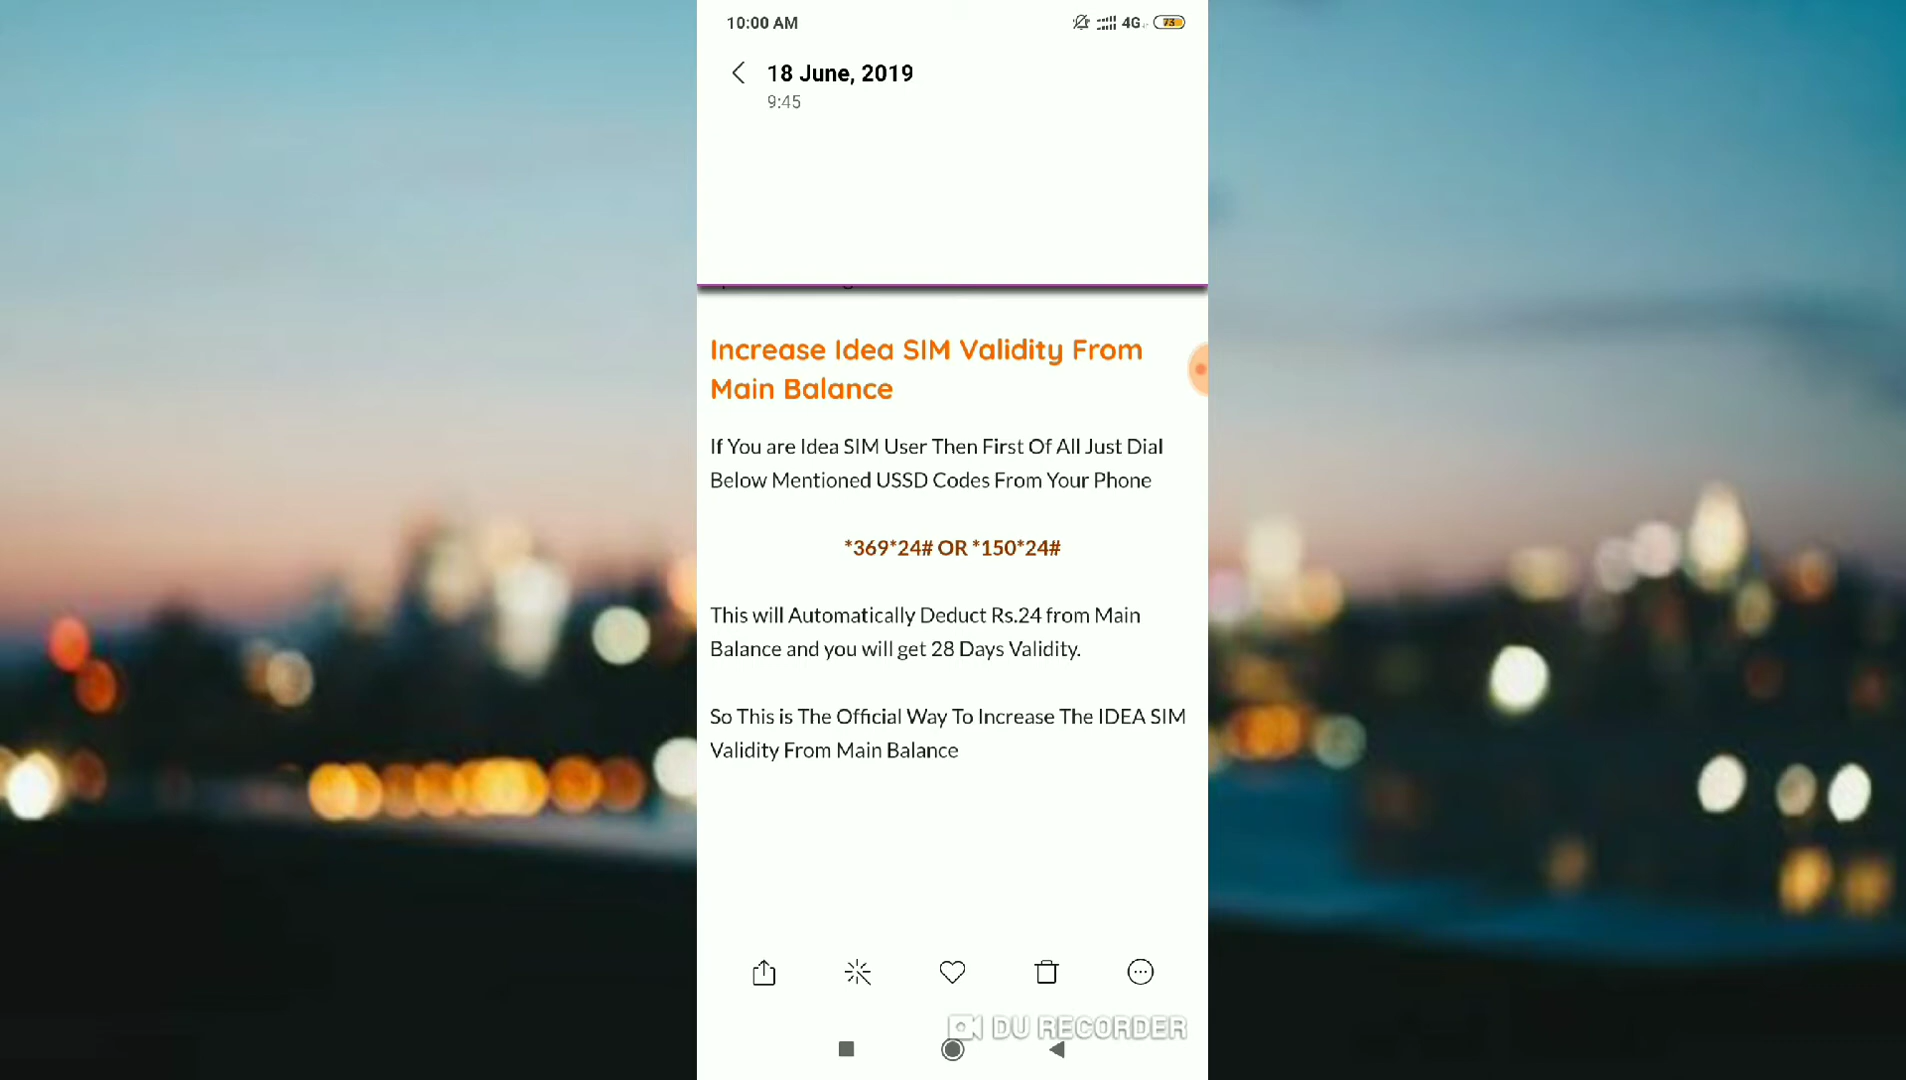 10:00 AM
4G
73
18 June, 2019
9:45
Increase Idea SIM Validity From
Main Balance
If You are Idea SIM User Then First Of All Just Dial
Below Mentioned USSD Codes From Your Phone
*369*24# OR *150*24#
This will Automatically Deduct Rs.24 from Main
Balance and you will get 28 Days Validity.
So This is The Official Way To Increase The IDEA SIM
Validity From Main Balance
DU RECORDER